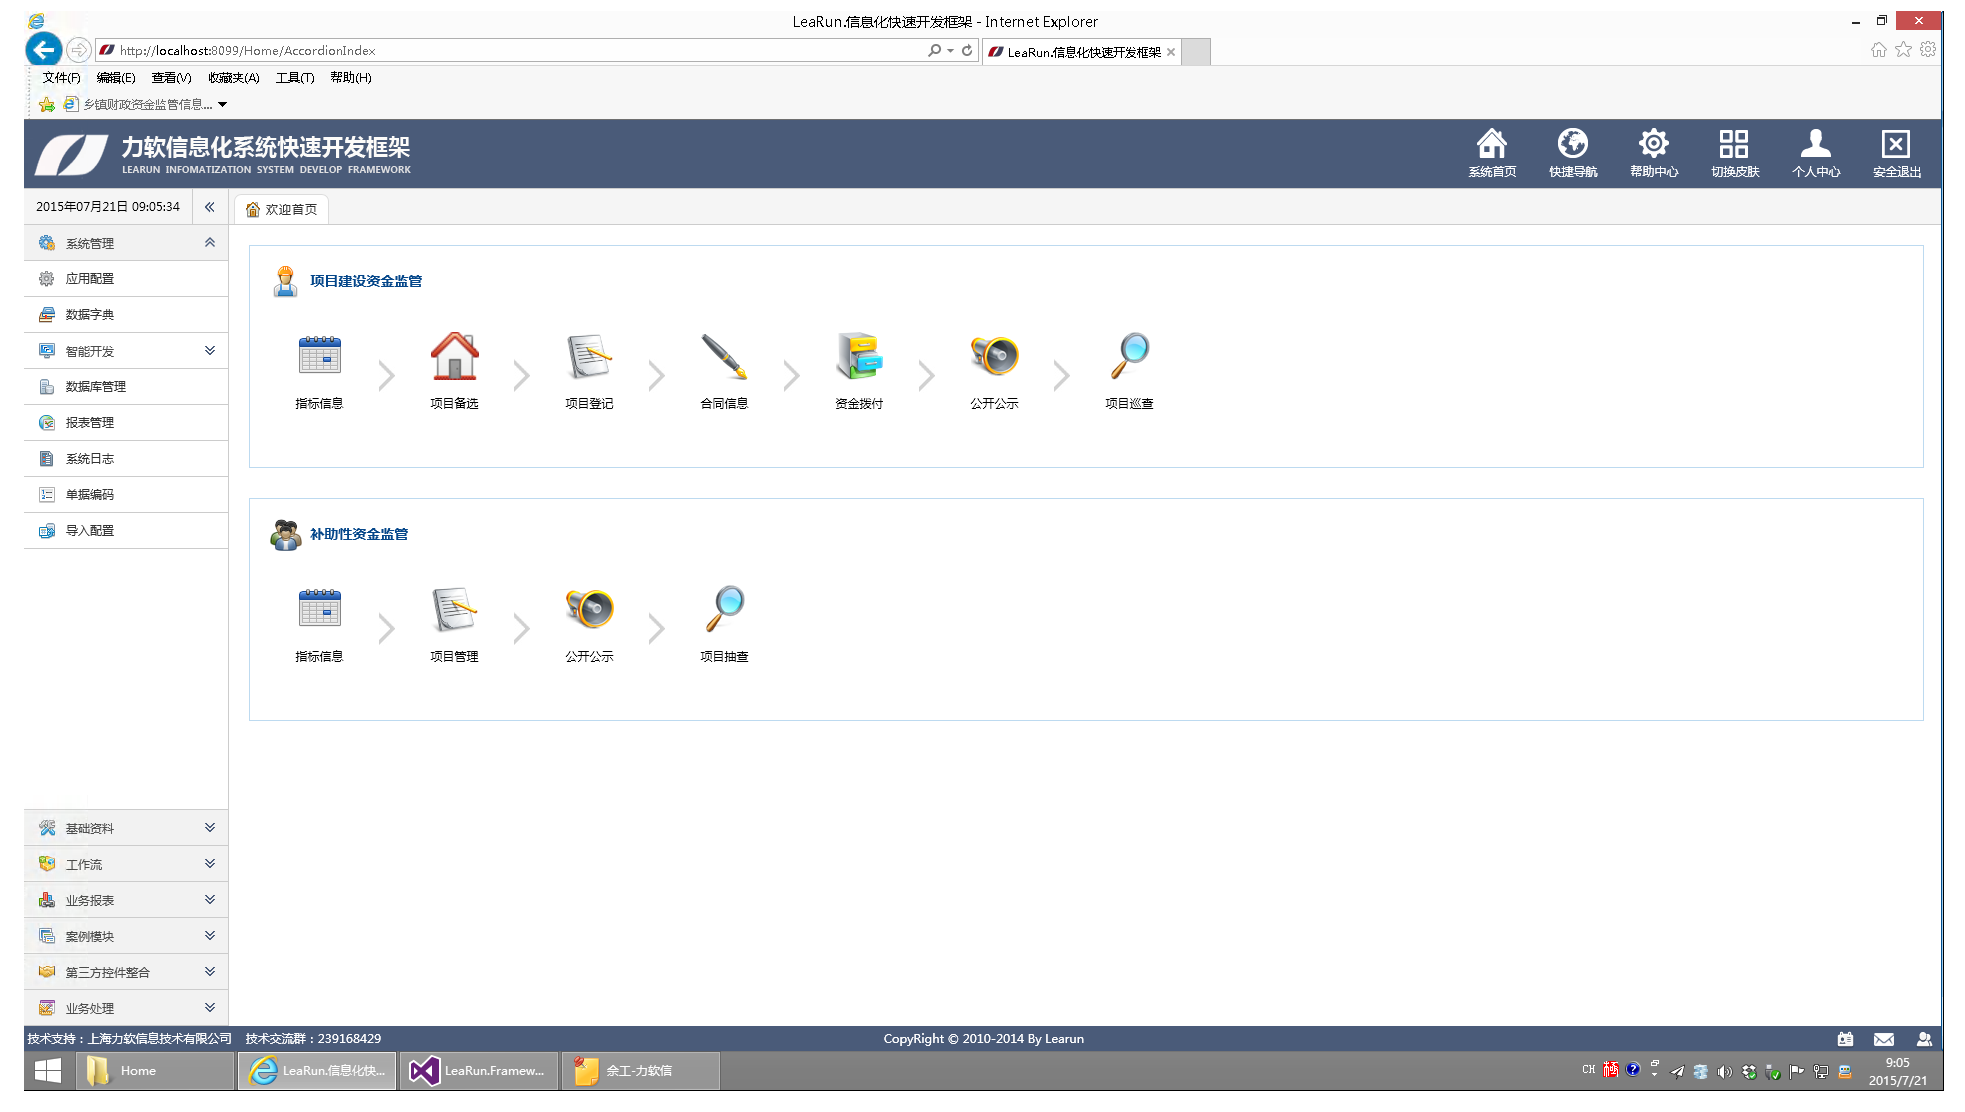 LeaRun.信息化快速开发框架 - Internet Explorer
http://localhost:8099/Home/AccordionIndex
LeaRun.信息化快速开发框架
文件(F) 编辑(E) 查看(V) 收藏夹(A) 工具(T) 帮助(H)
乡镇财政资金监管信息...
力软信息化系统快速开发框架
LEARUN INFOMATIZATION SYSTEM DEVELOP FRAMEWORK
系统首页 快捷导航 帮助中心 切换皮肤 个人中心 安全退出
2015年07月21日 09:05:34
欢迎首页
系统管理
应用配置
数据字典
智能开发
数据库管理
报表管理
系统日志
单据编码
导入配置
基础资料
工作流
业务报表
案例模块
第三方控件整合
业务处理
项目建设资金监管
指标信息 项目备选 项目登记 合同信息 资金拨付 公开公示 项目巡查
补助性资金监管
指标信息 项目管理 公开公示 项目抽查
技术支持：上海力软信息技术有限公司 技术交流群：239168429
CopyRight © 2010-2014 By Learun
Home
LeaRun.信息化快...
LeaRun.Framew...
余工-力软信
CH
9:05
2015/7/21